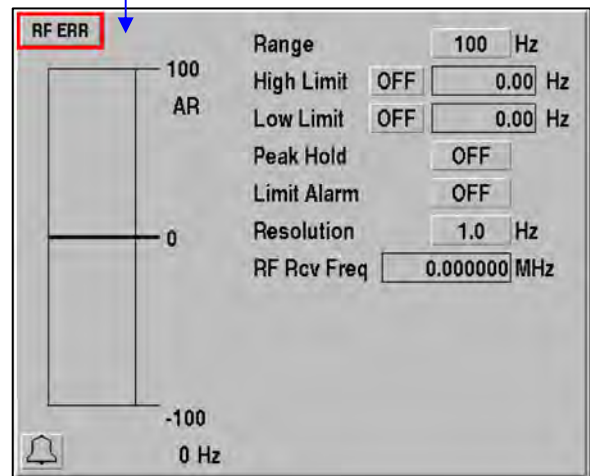 RF ERR
Range 100 Hz
High Limit OFF 0.00 Hz
Low Limit OFF 0.00 Hz
Peak Hold OFF
Limit Alarm OFF
Resolution 1.0 Hz
RF Rcv Freq 0.000000 MHz
100
AR
0
-100
0 Hz